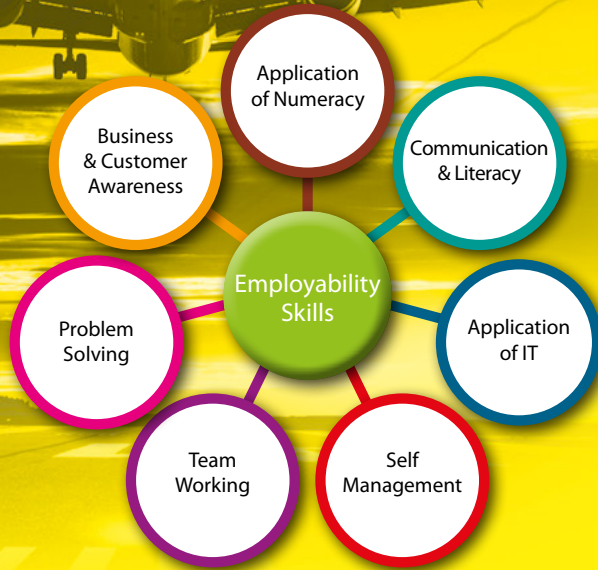 Application
of Numeracy
Communication
& Literacy
Application
of IT
Self
Management
Team
Working
Problem
Solving
Business
& Customer
Awareness
Employability
Skills